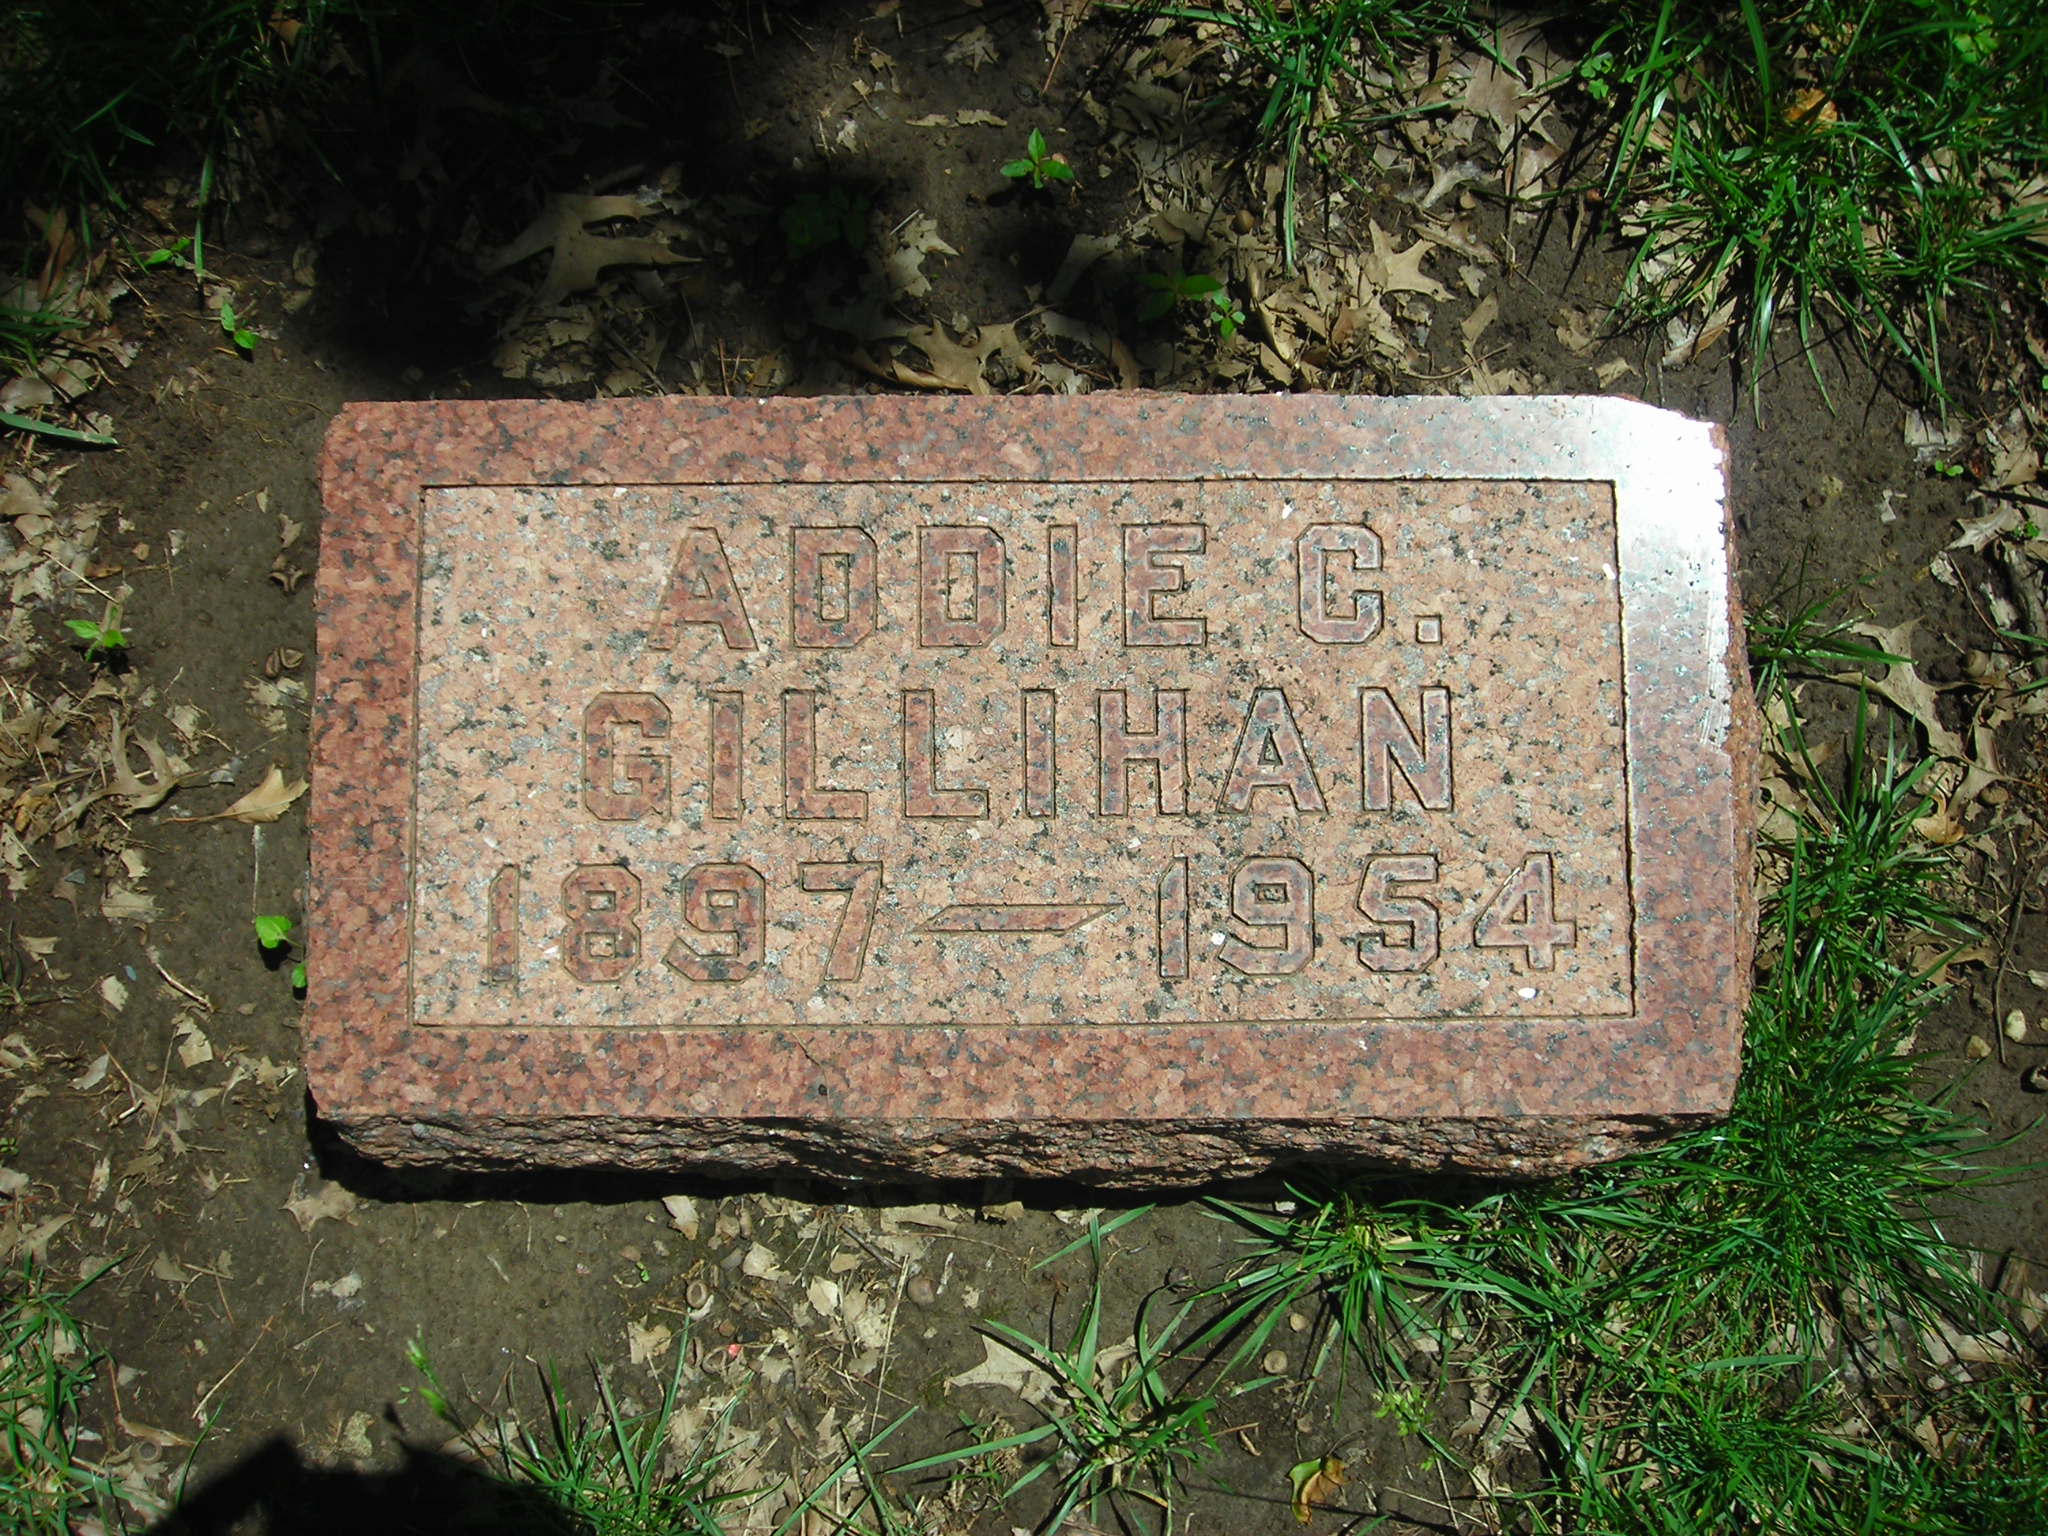 ADDIE C.
GILLIHAN
1897 — 1954